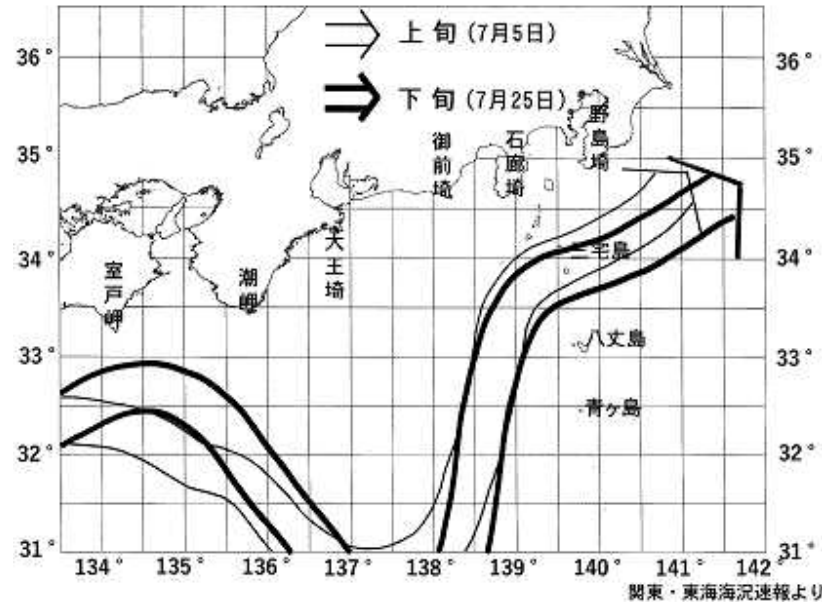 上旬(7月5日)
下旬(7月25日)
36°
36°
35°
35°
34°
34°
33°
33°
32°
32°
31°
31°
御前埼
石廊埼
野島埼
大王埼
潮岬
室戸岬
三宅島
八丈島
青ヶ島
134°
135°
136°
137°
138°
139°
140°
141°
142°
関東・東海海況速報より